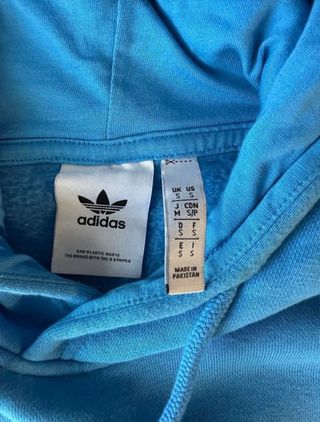 adidas
END PLASTIC WASTE
THE BRAND WITH THE 3 STRIPES
UK US
S S
J CDN
M S/P
D F
S S
E I
S S
MADE IN
PAKISTAN